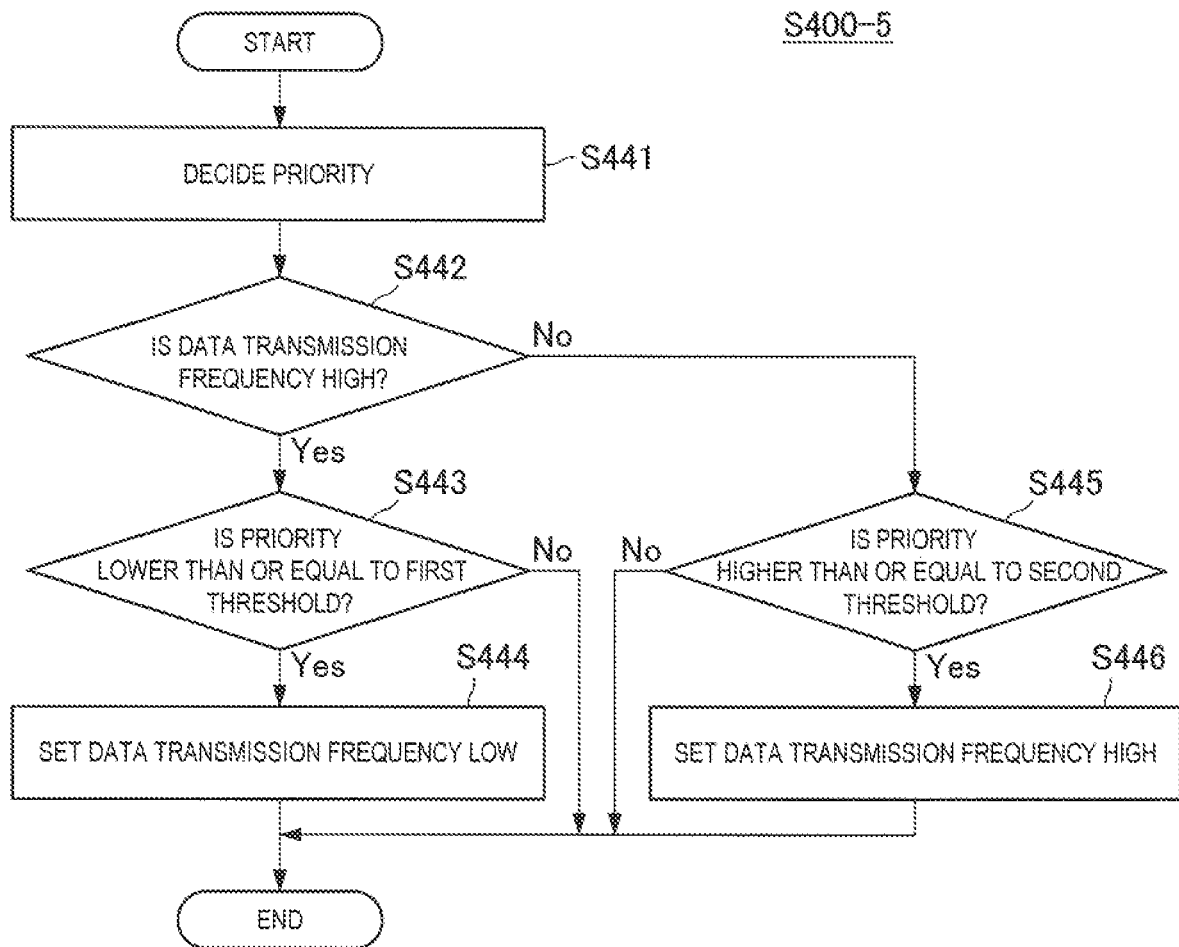 S400-5
START
DECIDE PRIORITY
S441
S442
IS DATA TRANSMISSION
FREQUENCY HIGH?
No
Yes
S443
IS PRIORITY
LOWER THAN OR EQUAL TO FIRST
THRESHOLD?
No
Yes
S445
IS PRIORITY
HIGHER THAN OR EQUAL TO SECOND
THRESHOLD?
No
Yes
S444
SET DATA TRANSMISSION FREQUENCY LOW
S446
SET DATA TRANSMISSION FREQUENCY HIGH
END